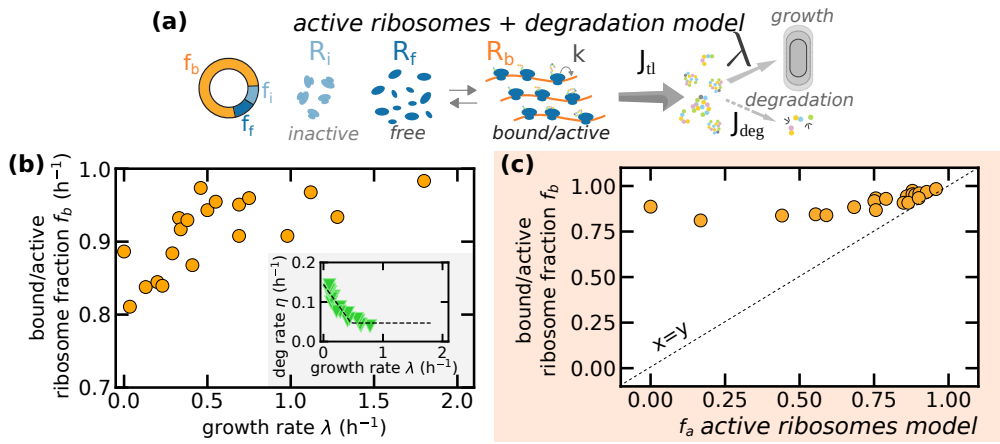 (a) active ribosomes + degradation model
growth
f_b R_i R_f R_b k J_tl λ
f_i
f_f
inactive free bound/active
degradation
J_deg
(b)
bound/active
ribosome fraction f_b (h⁻¹)
1.0
0.9
0.8
0.7
0.0 0.5 1.0 1.5 2.0
growth rate λ (h⁻¹)
deg rate η (h⁻¹)
0.2
0.1
0.0
0 1 2
growth rate λ (h⁻¹)
(c)
bound/active
ribosome fraction f_b
1.00
0.75
0.50
0.25
0.00
x=y
0.00 0.25 0.50 0.75 1.00
f_a active ribosomes model